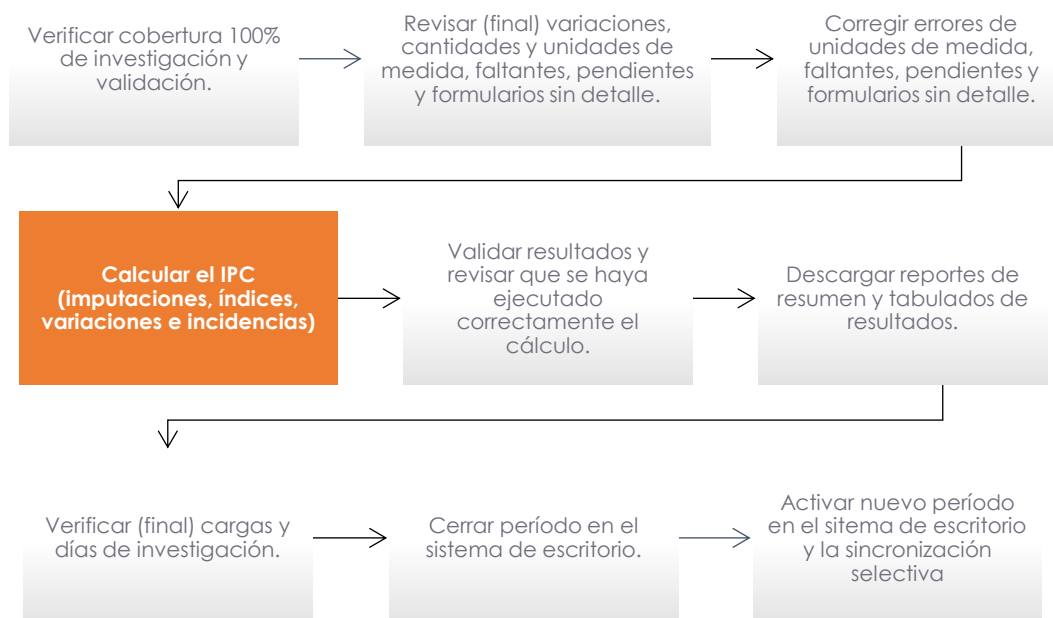 Verificar cobertura 100%
de investigación y
validación.
Revisar (final) variaciones,
cantidades y unidades de
medida, faltantes, pendientes
y formularios sin detalle.
Corregir errores de
unidades de medida,
faltantes, pendientes y
formularios sin detalle.
Calcular el IPC
(imputaciones, índices,
variaciones e incidencias)
Validar resultados y
revisar que se haya
ejecutado
correctamente el
cálculo.
Descargar reportes de
resumen y tabulados de
resultados.
Verificar (final) cargas y
días de investigación.
Cerrar período en el
sistema de escritorio.
Activar nuevo período
en el sitema de escritorio
y la sincronización
selectiva